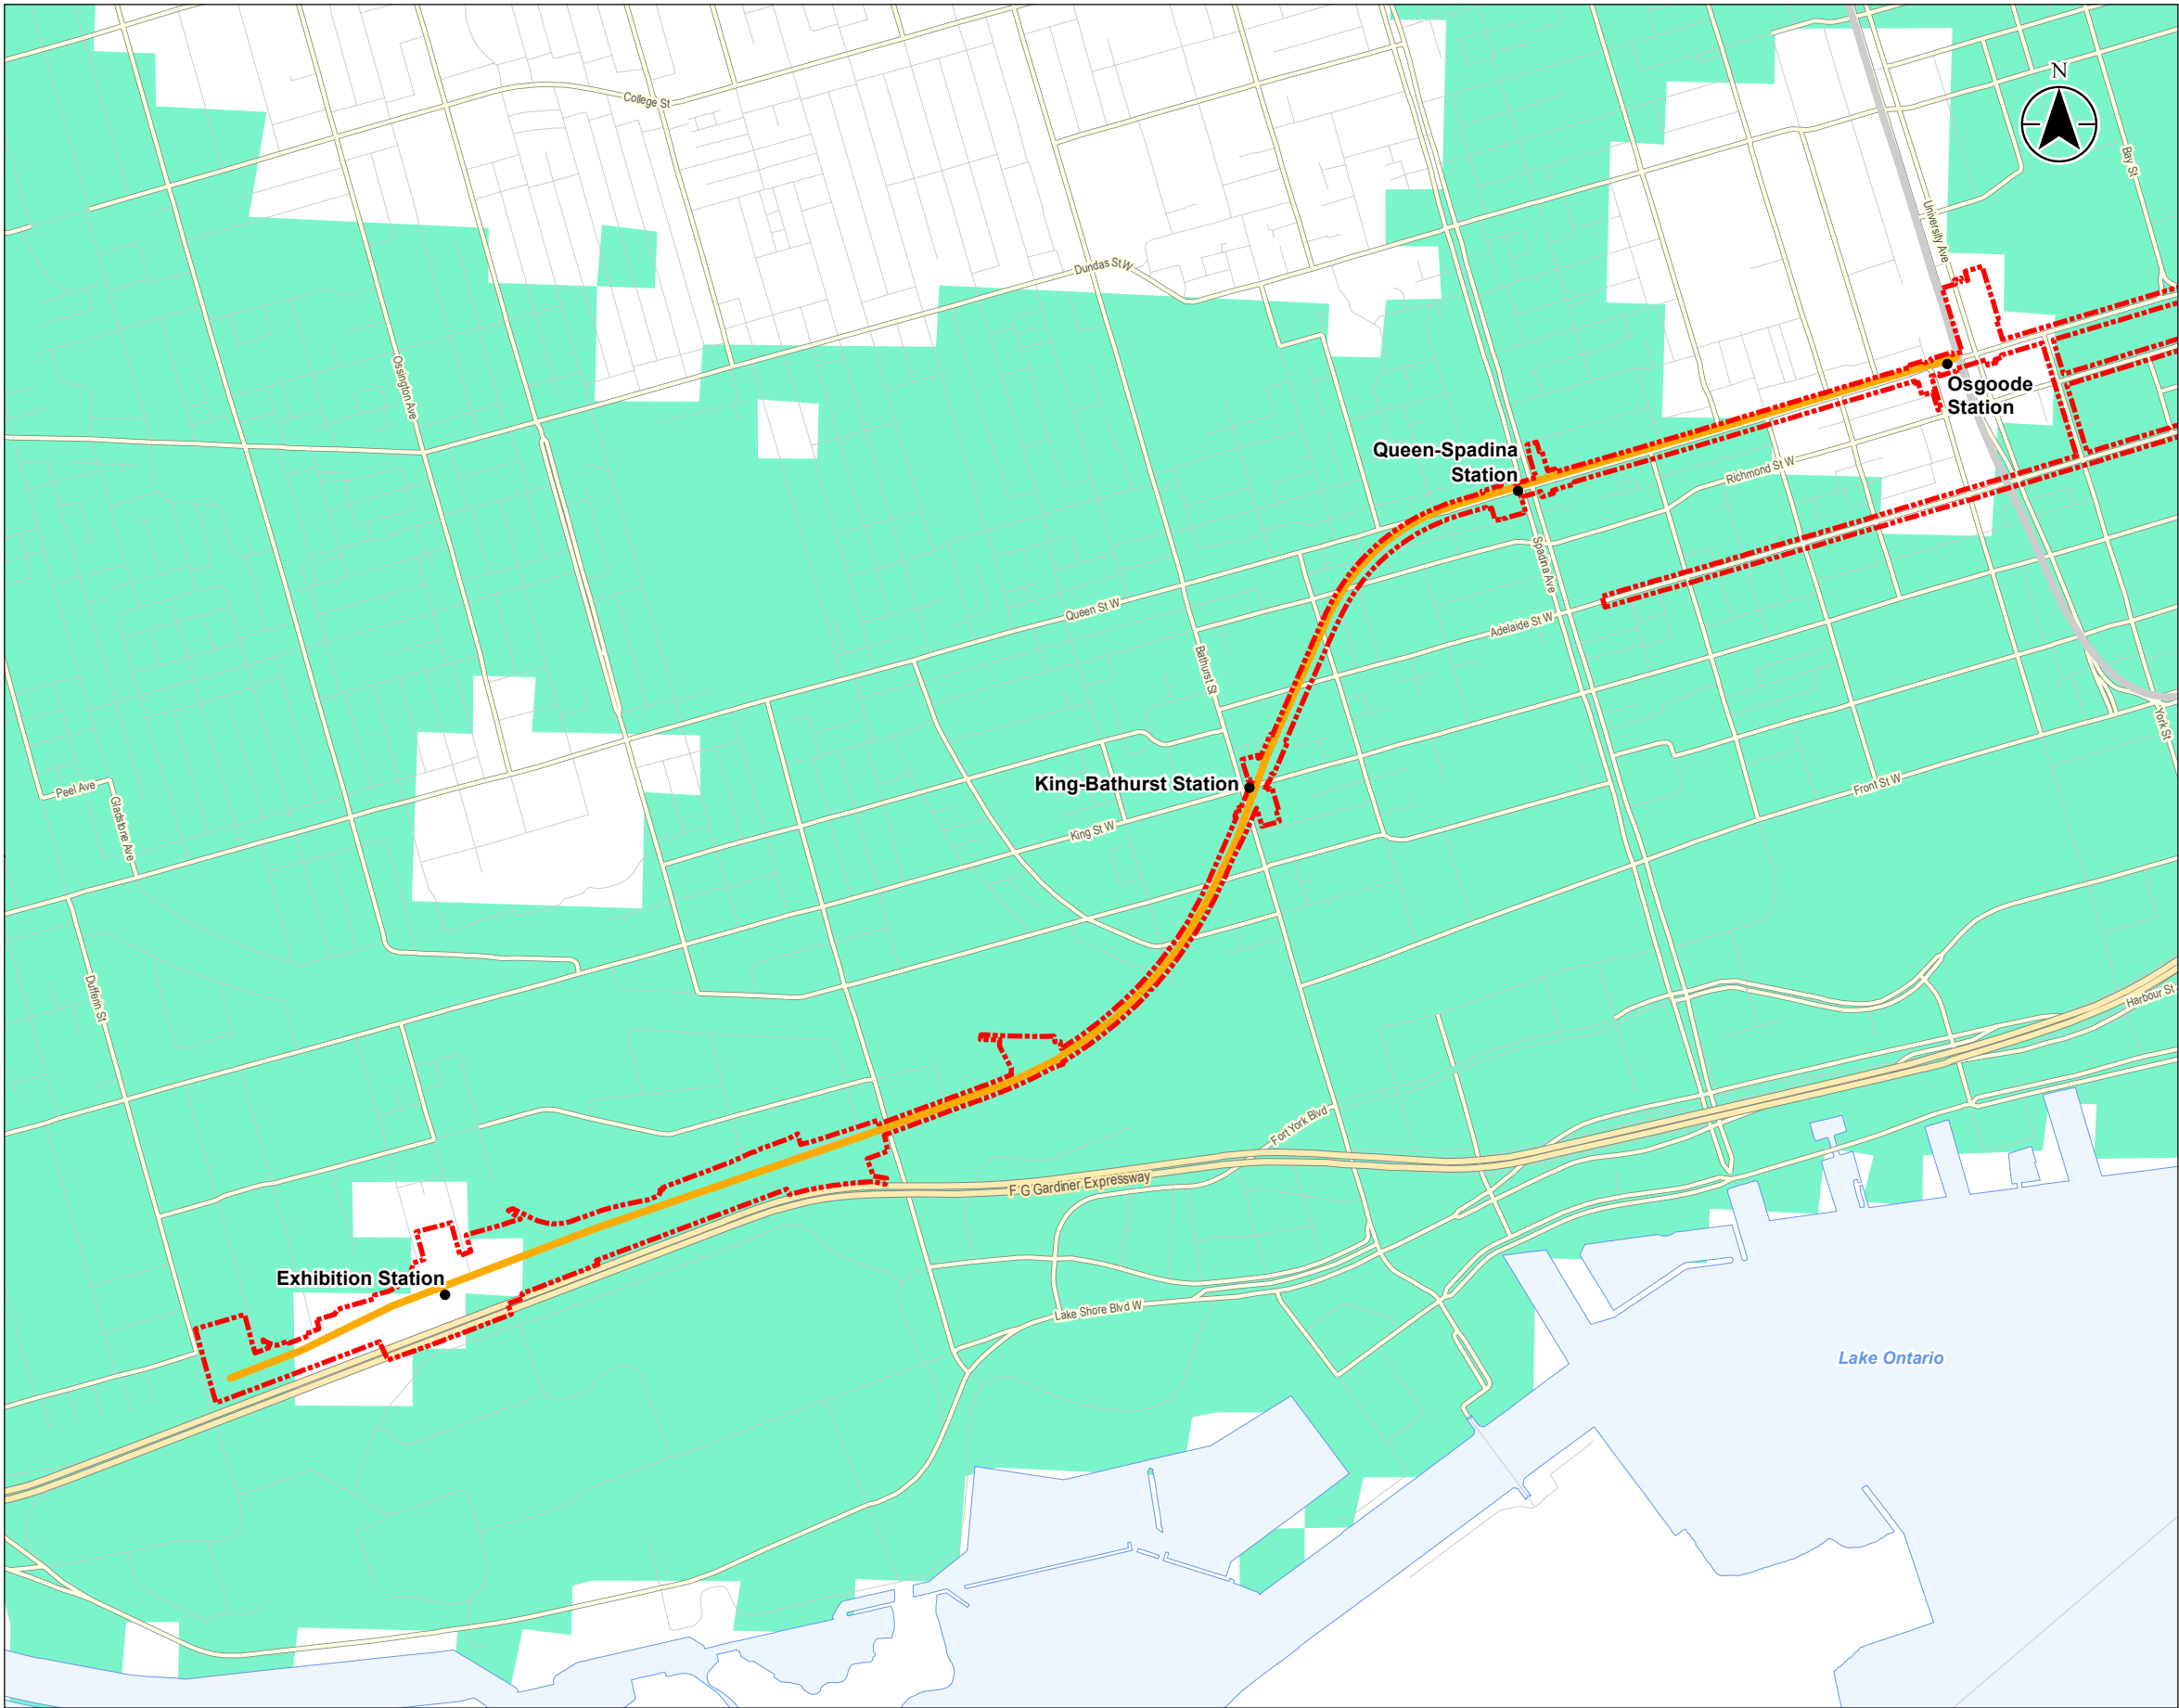 N
College St
Bay St
University Ave
Dundas St W
Ossington Ave
Osgoode
Station
Queen-Spadina
Station
Richmond St W
Spadina Ave
Queen St W
Adelaide St W
Bathurst St
York St
King-Bathurst Station
Front St W
Peel Ave
Gladstone Ave
King St W
Dufferin St
Harbour St
Fort York Blvd
F G Gardiner Expressway
Exhibition Station
Lake Shore Blvd W
Lake Ontario